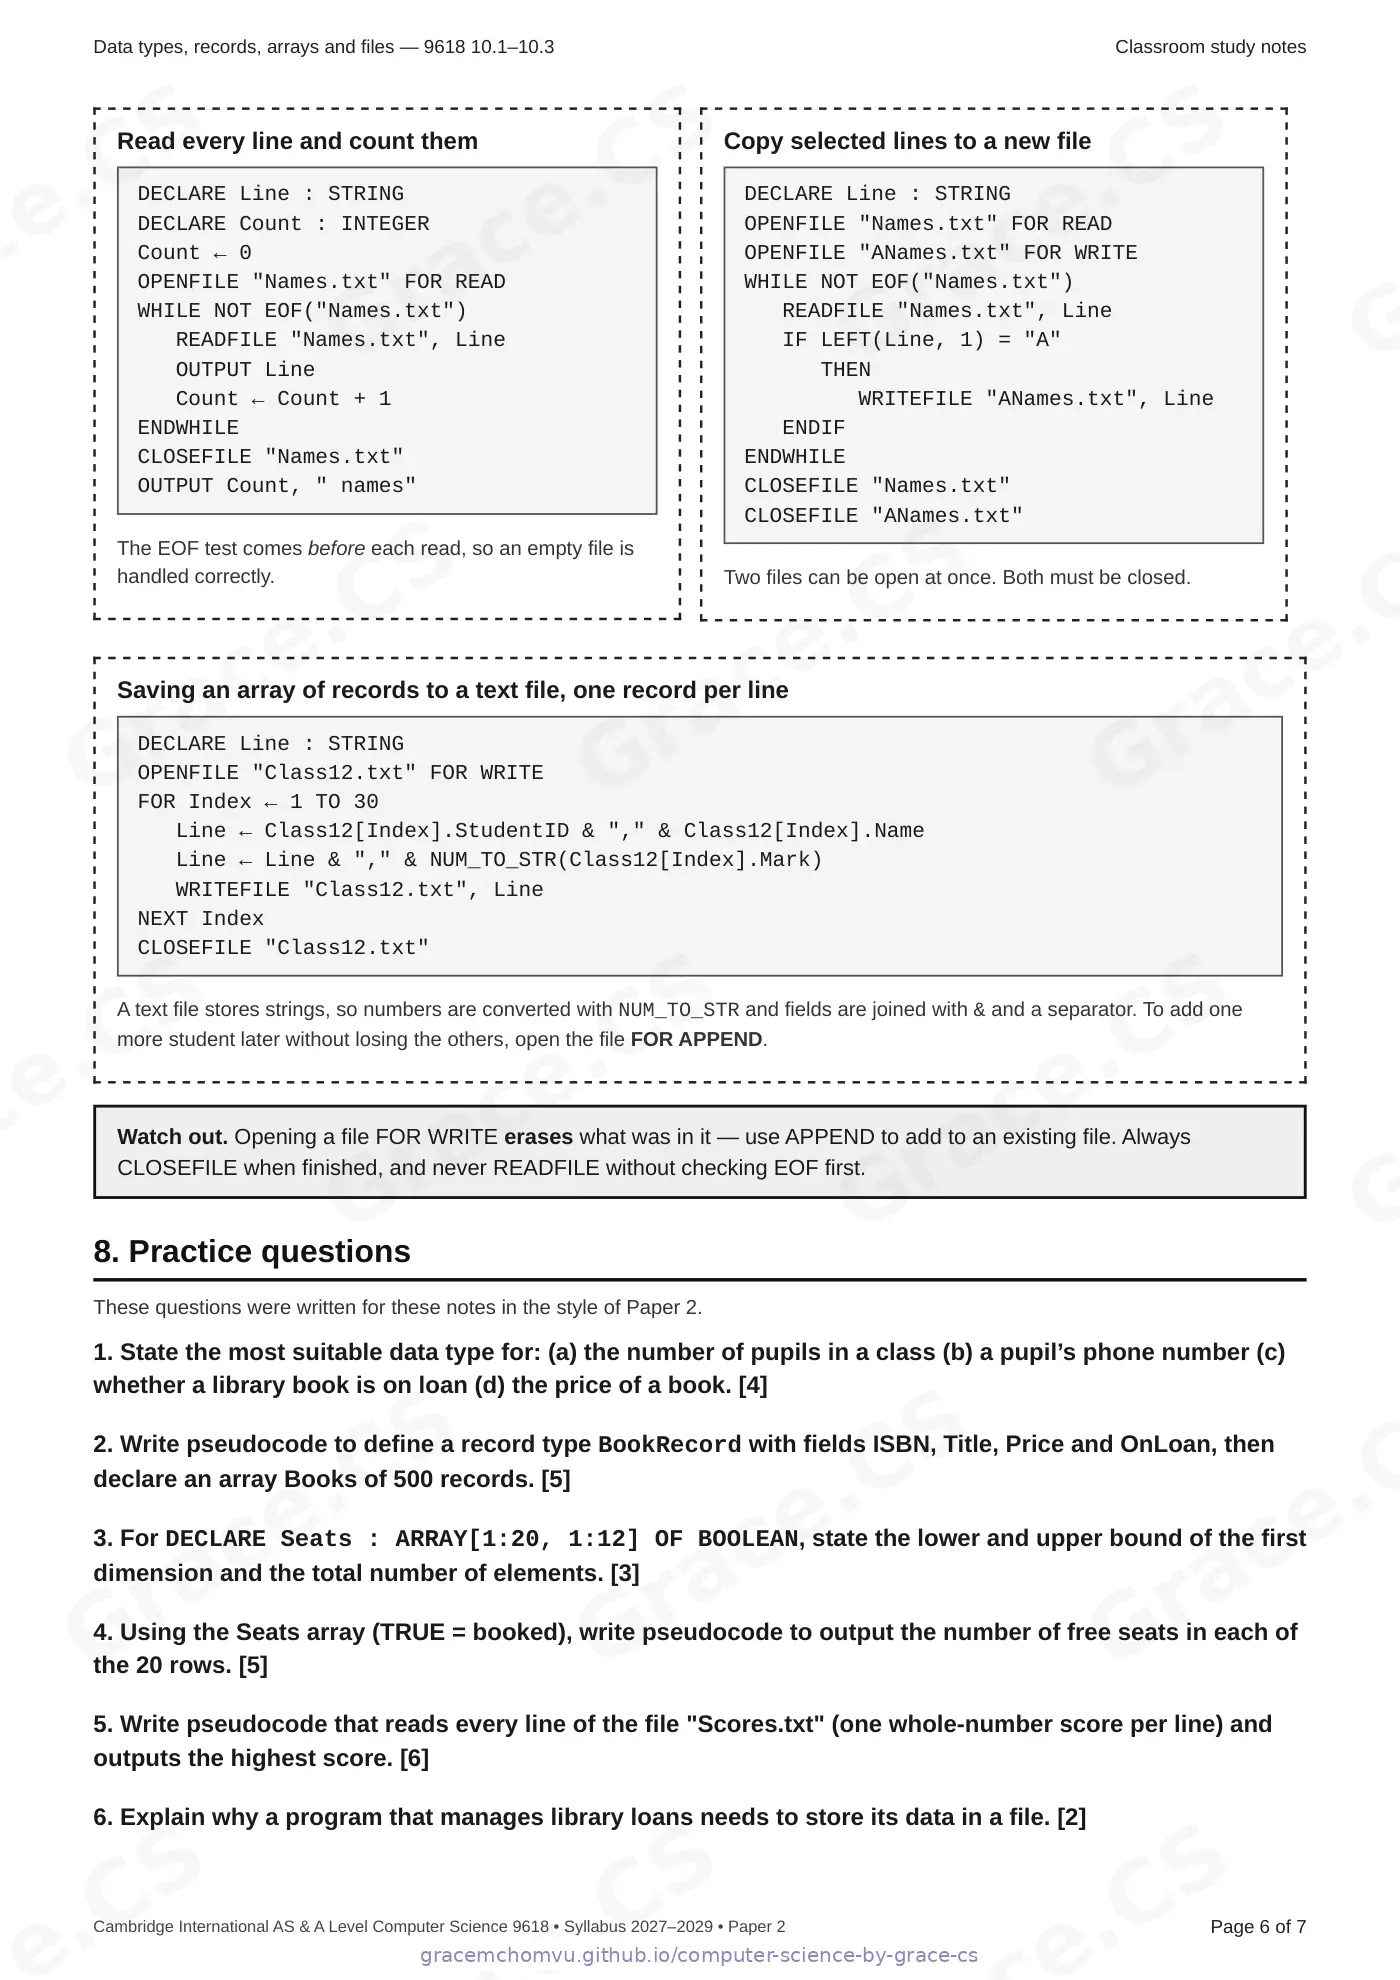 Data types, records, arrays and files — 9618 10.1–10.3
Classroom study notes
Read every line and count them
DECLARE Line : STRING
DECLARE Count : INTEGER
Count ← 0
OPENFILE "Names.txt" FOR READ
WHILE NOT EOF("Names.txt")
   READFILE "Names.txt", Line
   OUTPUT Line
   Count ← Count + 1
ENDWHILE
CLOSEFILE "Names.txt"
OUTPUT Count, " names"
The EOF test comes before each read, so an empty file is
handled correctly.
Copy selected lines to a new file
DECLARE Line : STRING
OPENFILE "Names.txt" FOR READ
OPENFILE "ANames.txt" FOR WRITE
WHILE NOT EOF("Names.txt")
   READFILE "Names.txt", Line
   IF LEFT(Line, 1) = "A"
      THEN
         WRITEFILE "ANames.txt", Line
   ENDIF
ENDWHILE
CLOSEFILE "Names.txt"
CLOSEFILE "ANames.txt"
Two files can be open at once. Both must be closed.
Saving an array of records to a text file, one record per line
DECLARE Line : STRING
OPENFILE "Class12.txt" FOR WRITE
FOR Index ← 1 TO 30
   Line ← Class12[Index].StudentID & "," & Class12[Index].Name
   Line ← Line & "," & NUM_TO_STR(Class12[Index].Mark)
   WRITEFILE "Class12.txt", Line
NEXT Index
CLOSEFILE "Class12.txt"
A text file stores strings, so numbers are converted with NUM_TO_STR and fields are joined with & and a separator. To add one
more student later without losing the others, open the file FOR APPEND.
Watch out. Opening a file FOR WRITE erases what was in it — use APPEND to add to an existing file. Always
CLOSEFILE when finished, and never READFILE without checking EOF first.
8. Practice questions
These questions were written for these notes in the style of Paper 2.
1. State the most suitable data type for: (a) the number of pupils in a class (b) a pupil’s phone number (c)
whether a library book is on loan (d) the price of a book. [4]
2. Write pseudocode to define a record type BookRecord with fields ISBN, Title, Price and OnLoan, then
declare an array Books of 500 records. [5]
3. For DECLARE Seats : ARRAY[1:20, 1:12] OF BOOLEAN, state the lower and upper bound of the first
dimension and the total number of elements. [3]
4. Using the Seats array (TRUE = booked), write pseudocode to output the number of free seats in each of
the 20 rows. [5]
5. Write pseudocode that reads every line of the file "Scores.txt" (one whole-number score per line) and
outputs the highest score. [6]
6. Explain why a program that manages library loans needs to store its data in a file. [2]
Cambridge International AS & A Level Computer Science 9618 • Syllabus 2027–2029 • Paper 2
Page 6 of 7
gracemchomvu.github.io/computer-science-by-grace-cs